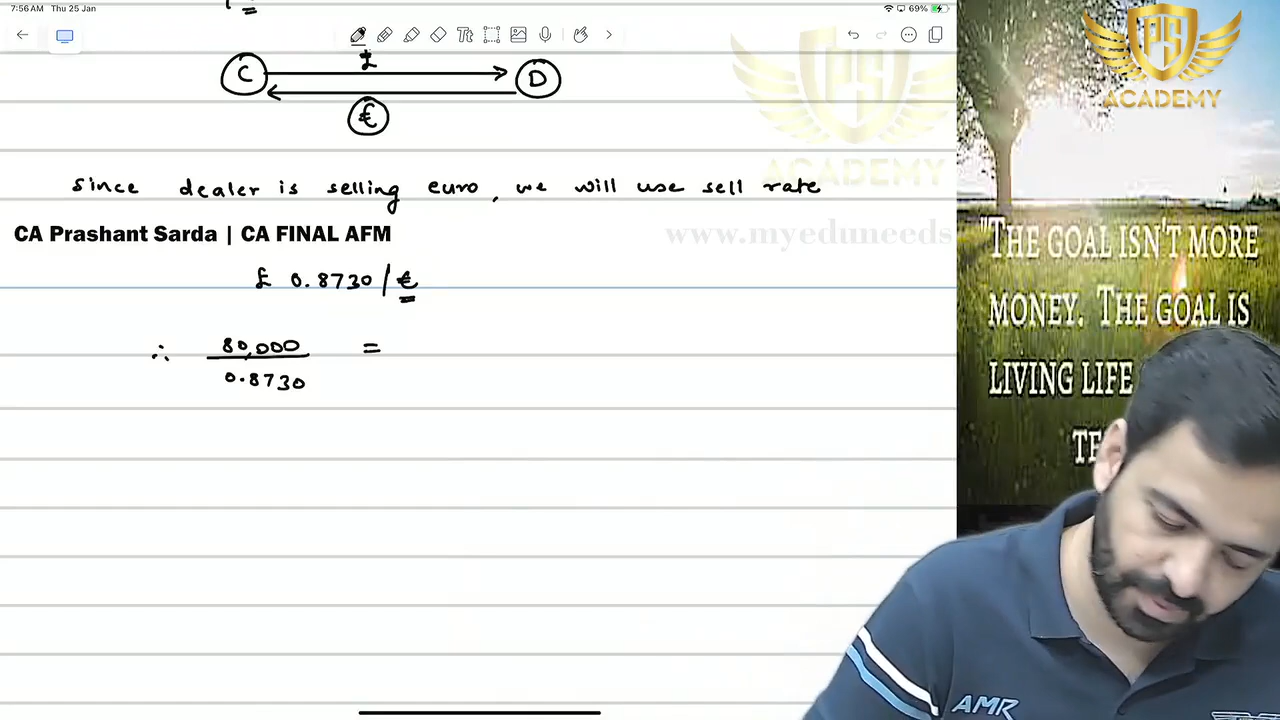 7:56 AM Thu 25 Jan
69%
PS
ACADEMY
£
C
D
€
ACADEMY
since dealer is selling euro, we will use sell rate
CA Prashant Sarda | CA FINAL AFM
www.myeduneeds
£ 0.8730 / €
∴ 80,000 =
0.8730
"THE GOAL ISN'T MORE
MONEY. THE GOAL IS
LIVING LIFE
AMR